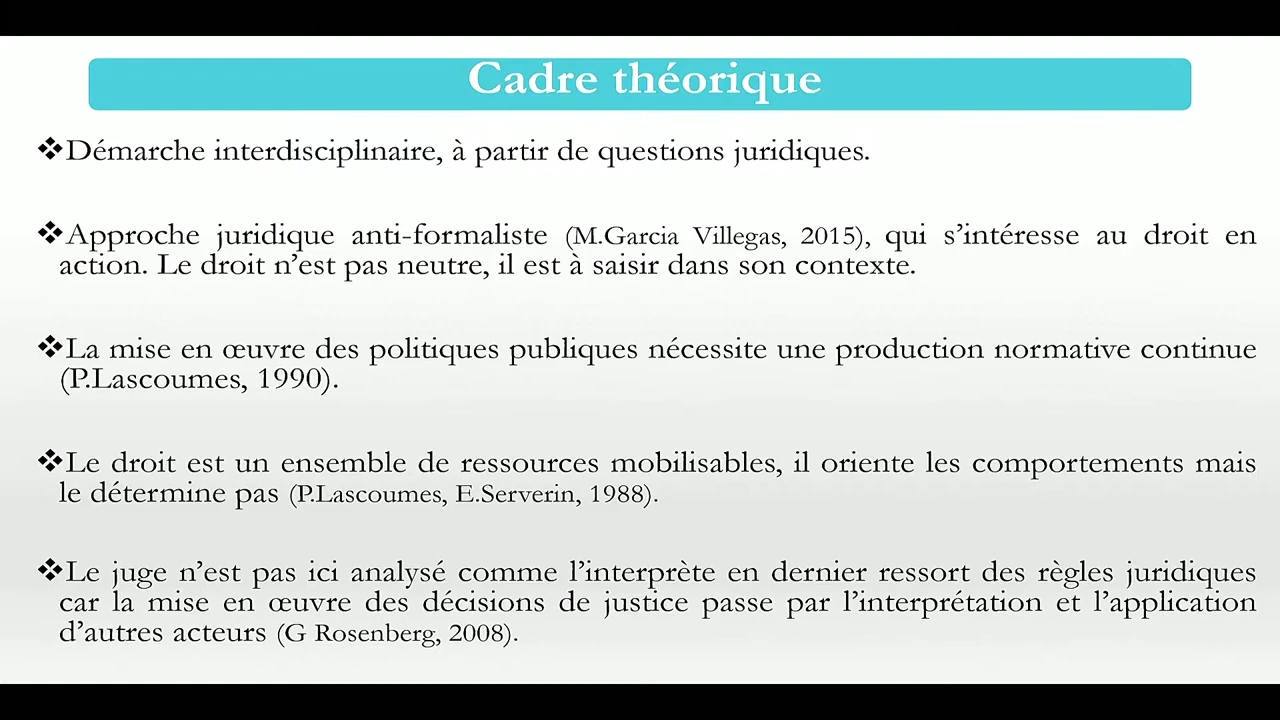 Cadre théorique
❖Démarche interdisciplinaire, à partir de questions juridiques.
❖Approche juridique anti-formaliste (M.Garcia Villegas, 2015), qui s’intéresse au droit en
action. Le droit n’est pas neutre, il est à saisir dans son contexte.
❖La mise en œuvre des politiques publiques nécessite une production normative continue
(P.Lascoumes, 1990).
❖Le droit est un ensemble de ressources mobilisables, il oriente les comportements mais
le détermine pas (P.Lascoumes, E.Serverin, 1988).
❖Le juge n’est pas ici analysé comme l’interprète en dernier ressort des règles juridiques
car la mise en œuvre des décisions de justice passe par l’interprétation et l’application
d’autres acteurs (G Rosenberg, 2008).